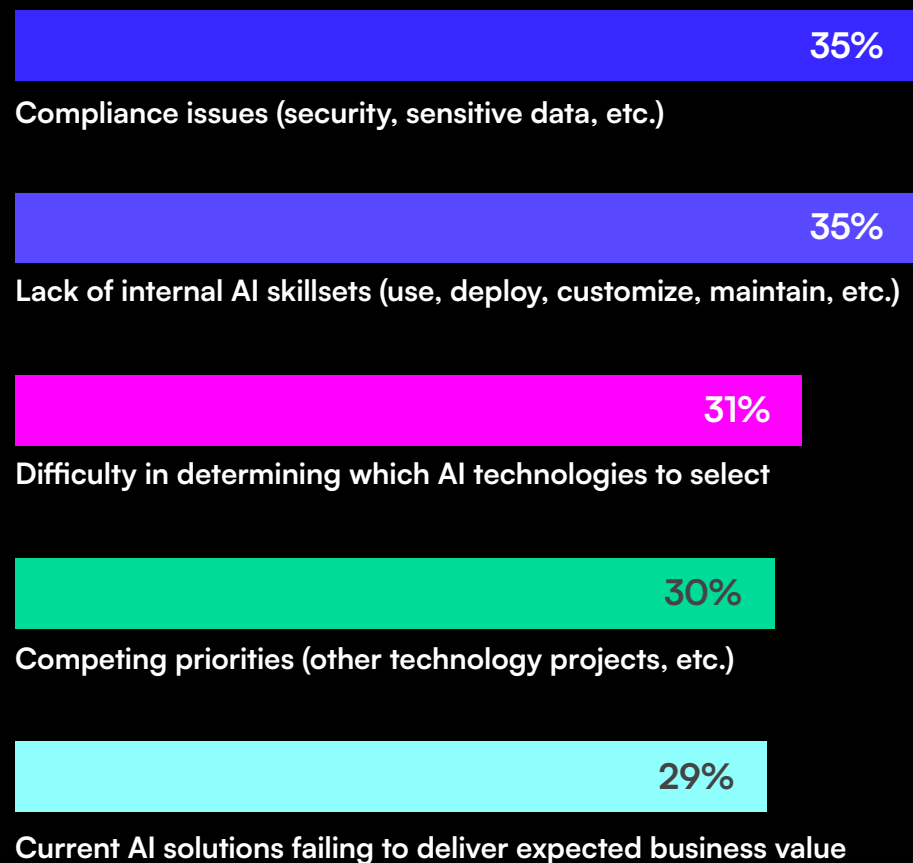 35%
Compliance issues (security, sensitive data, etc.)
35%
Lack of internal AI skillsets (use, deploy, customize, maintain, etc.)
31%
Difficulty in determining which AI technologies to select
30%
Competing priorities (other technology projects, etc.)
29%
Current AI solutions failing to deliver expected business value